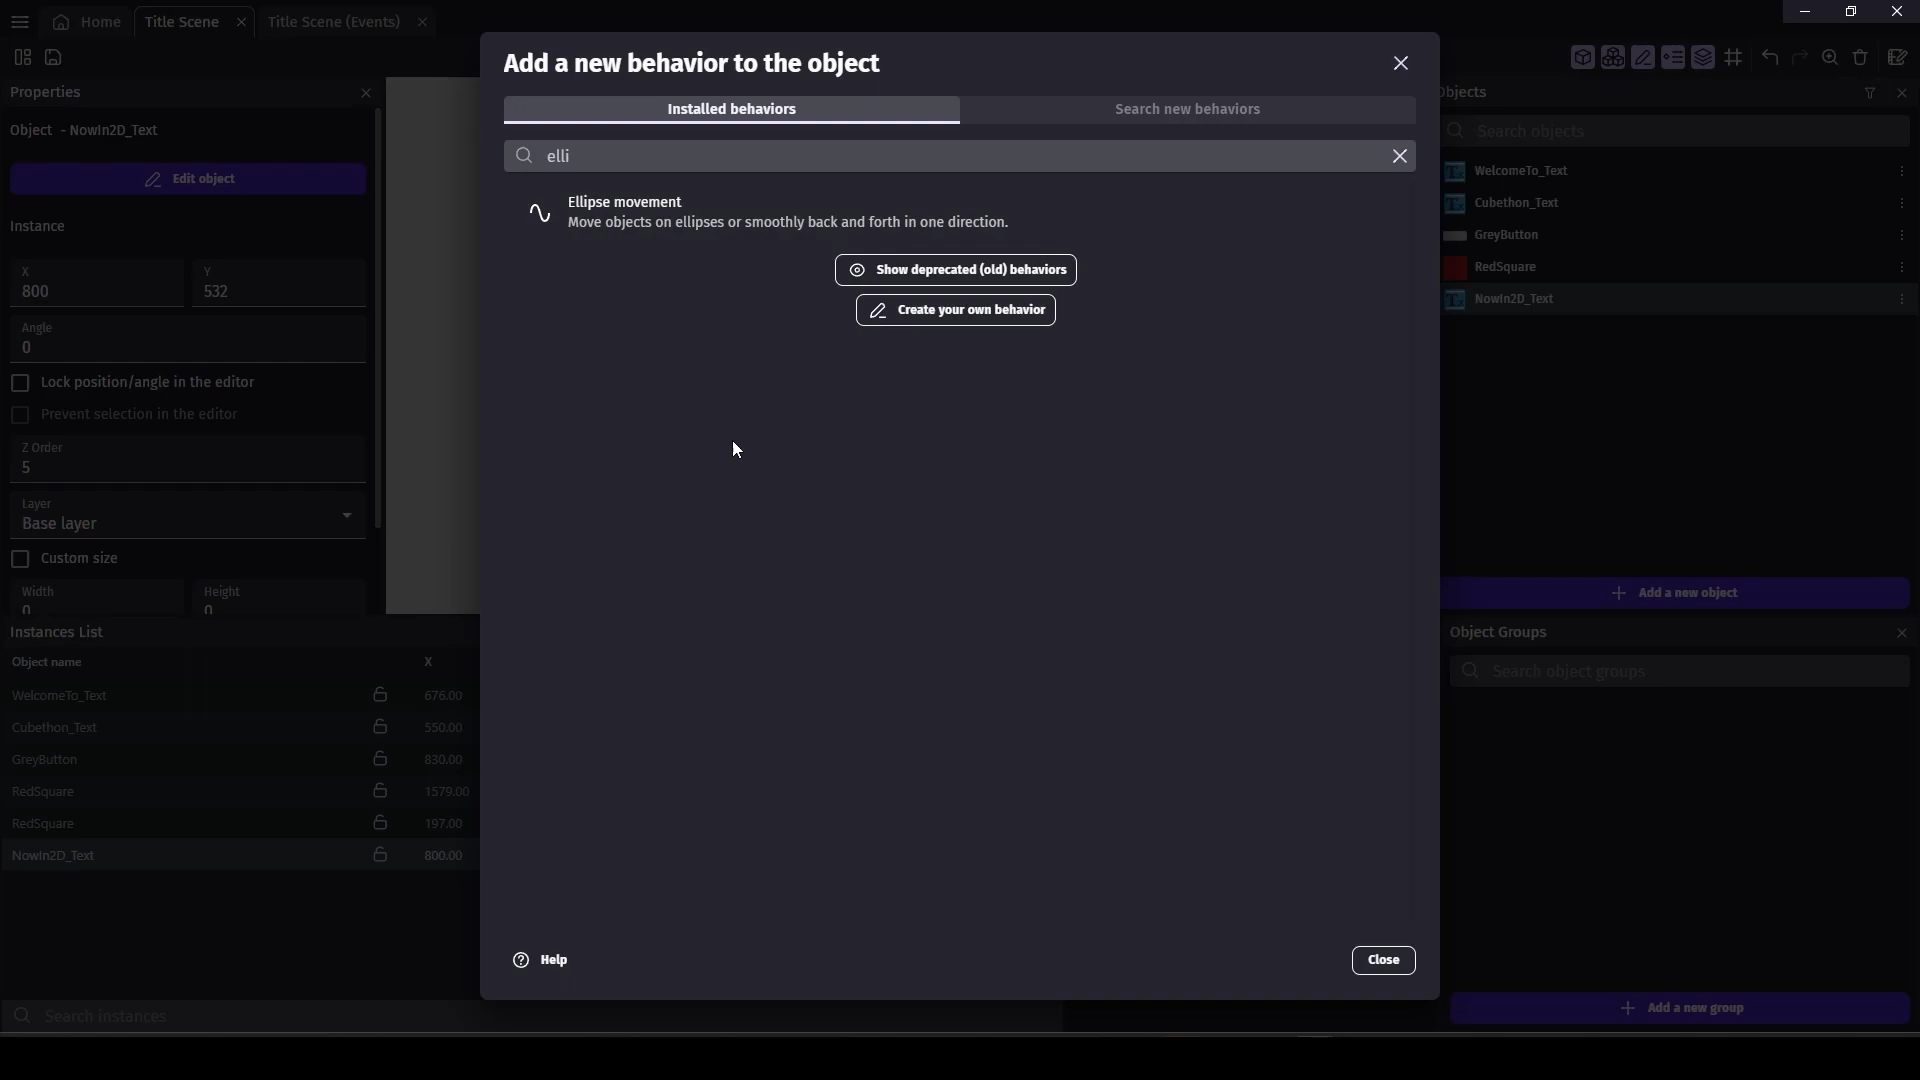 Home
Title Scene
Title Scene (Events)
Properties
Object - NowIn2D_Text
Edit object
Instance
X
800
Y
532
Angle
0
Lock position/angle in the editor
Prevent selection in the editor
Z Order
5
Layer
Base layer
Custom size
Width
0
Height
0
Instances List
Object name X
WelcomeTo_Text 676.00
Cubethon_Text 550.00
GreyButton 830.00
RedSquare 1579.00
RedSquare 197.00
NowIn2D_Text 800.00
Search instances
Add a new behavior to the object
Installed behaviors
Search new behaviors
elli
Ellipse movement
Move objects on ellipses or smoothly back and forth in one direction.
Show deprecated (old) behaviors
Create your own behavior
Help
Close
Objects
Search objects
WelcomeTo_Text
Cubethon_Text
GreyButton
RedSquare
NowIn2D_Text
Add a new object
Object Groups
Search object groups
Add a new group